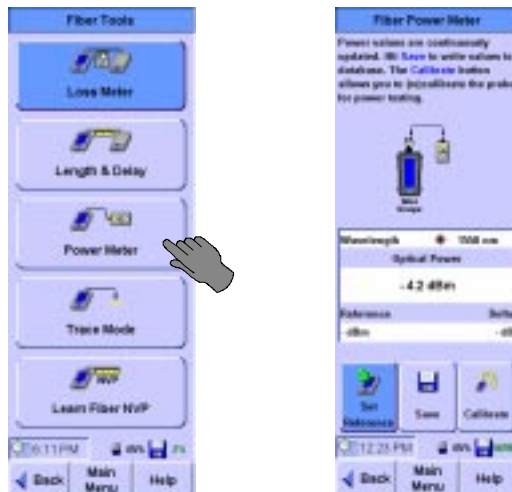 Fiber Tools
Loss Meter
Length & Delay
Power Meter
Trace Mode
NVP
Learn Fiber NVP
6:11 PM
Back
Main
Menu
Help
Fiber Power Meter
Power values are continuously
updated. Hit Save to write values to
database. The Calibrate button
allows you to (re)calibrate the probe
for power testing.
Wavelength 1550 nm
Optical Power
-4.2 dBm
Reference Delta
- dBm
Set
Reference
Save
Calibrate
12:23 PM
Back
Main
Menu
Help